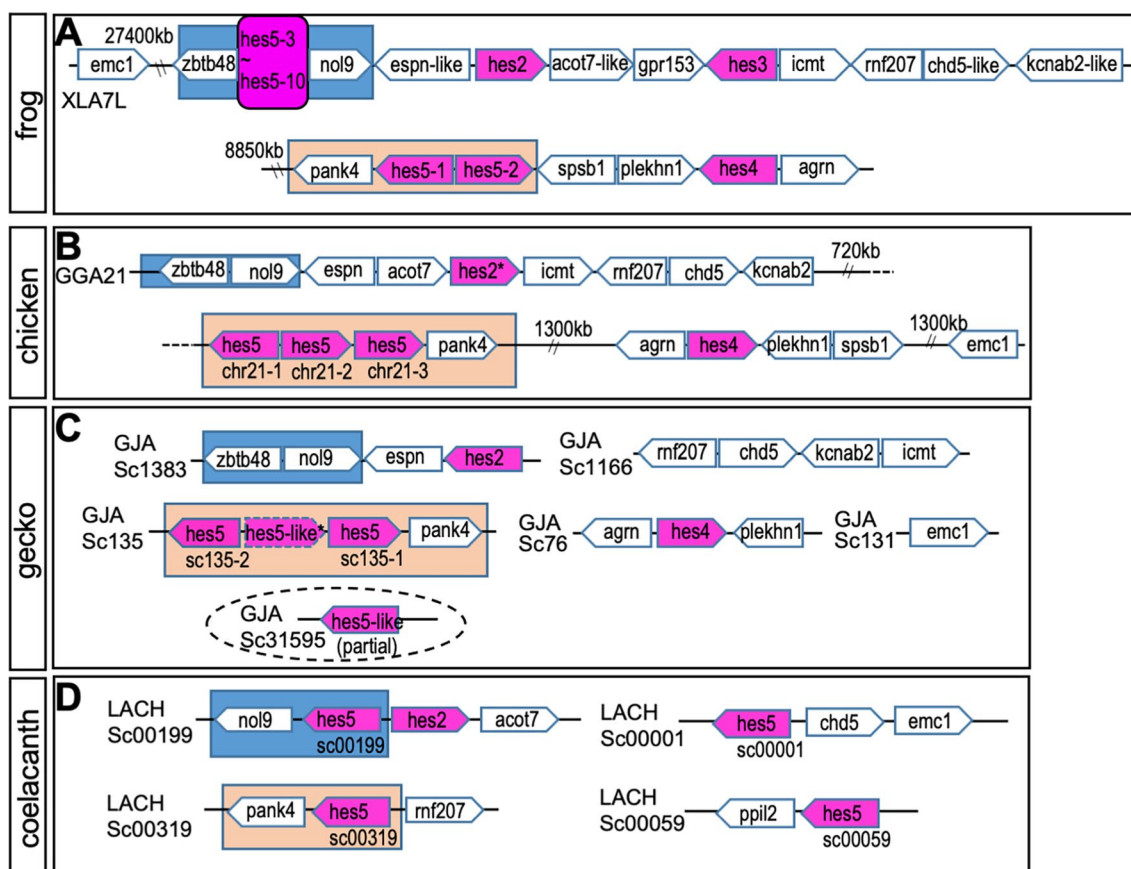 A
frog
27400kb
emc1
zbtb48
hes5-3
~
hes5-10
nol9
espn-like
hes2
acot7-like
gpr153
hes3
icmt
rnf207
chd5-like
kcnab2-like
XLA7L
8850kb
pank4
hes5-1
hes5-2
spsb1
plekhn1
hes4
agrn
B
chicken
GGA21
zbtb48
nol9
espn
acot7
hes2*
icmt
rnf207
chd5
kcnab2
720kb
hes5
hes5
hes5
pank4
chr21-1
chr21-2
chr21-3
1300kb
agrn
hes4
plekhn1
spsb1
1300kb
emc1
C
gecko
GJA
Sc1383
zbtb48
nol9
espn
hes2
GJA
Sc1166
rnf207
chd5
kcnab2
icmt
GJA
Sc135
hes5
hes5-like*
hes5
pank4
sc135-2
sc135-1
GJA
Sc76
agrn
hes4
plekhn1
GJA
Sc131
emc1
GJA
Sc31595
hes5-like
(partial)
D
coelacanth
LACH
Sc00199
nol9
hes5
hes2
acot7
sc00199
LACH
Sc00001
hes5
chd5
emc1
sc00001
LACH
Sc00319
pank4
hes5
rnf207
sc00319
LACH
Sc00059
ppil2
hes5
sc00059